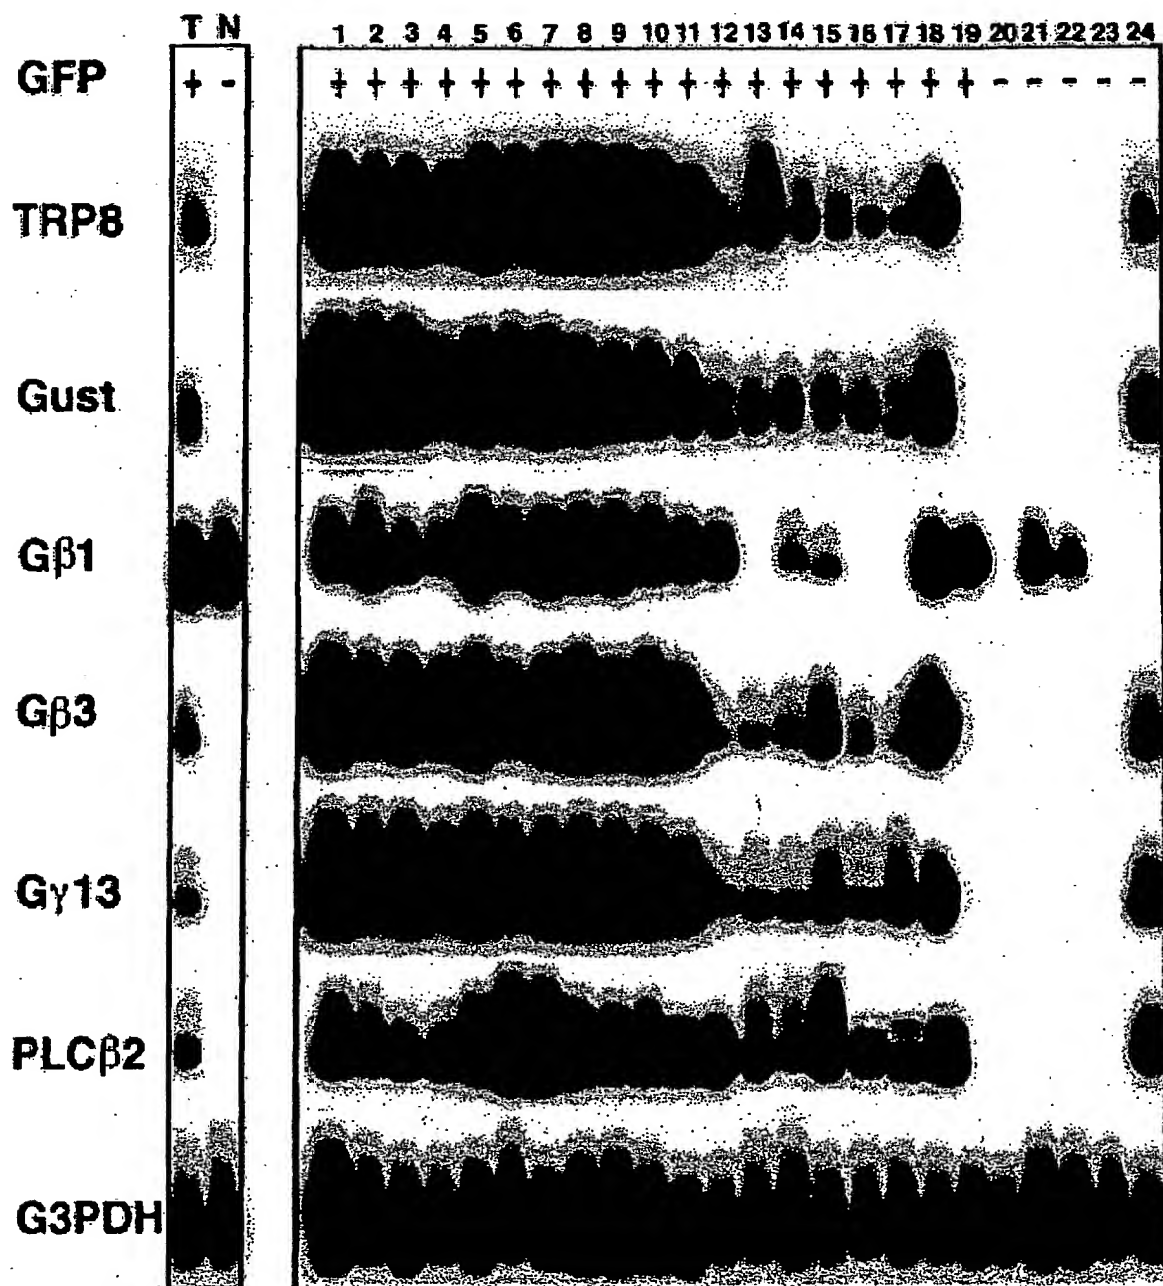 T N 1 2 3 4 5 6 7 8 9 10 11 12 13 14 15 16 17 18 19 20 21 22 23 24
GFP + - + + + + + + + + + + + + + + + + + + + - - - - -
TRP8
Gust
Gβ1
Gβ3
Gγ13
PLCβ2
G3PDH